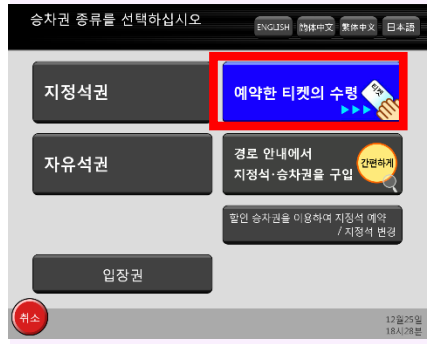 승차권 종류를 선택하십시오
ENGLISH 簡体中文 繁体中文 日本語
지정석권
예약한 티켓의 수령
티켓
자유석권
경로 안내에서
지정석·승차권을 구입
간편하게
할인 승차권을 이용하여 지정석 예약
/ 지정석 변경
입장권
취소
12월25일
18시28분